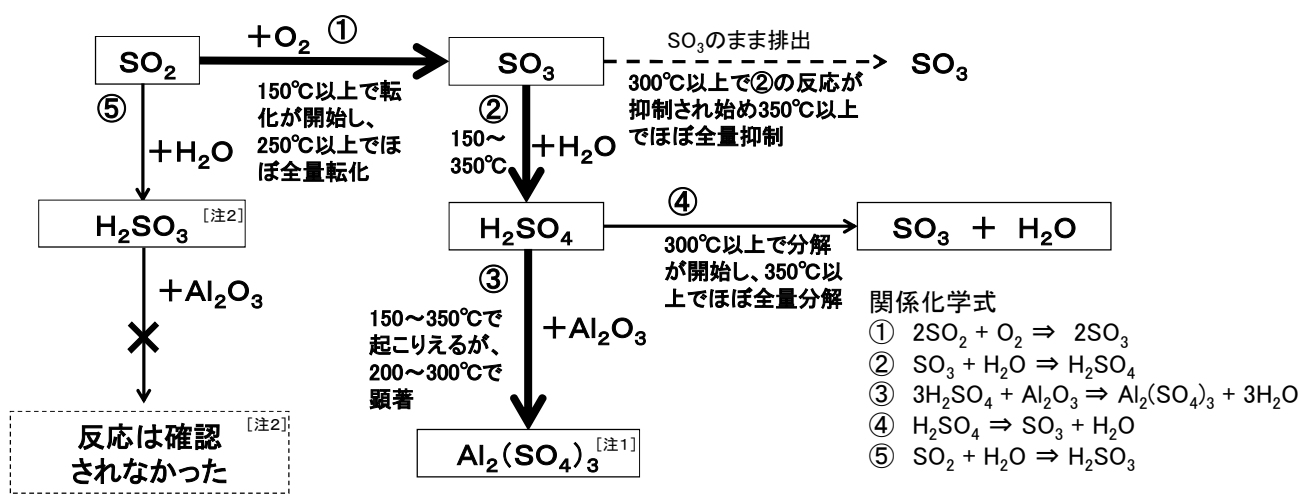 SO₂
＋O₂ ①
150℃以上で転
化が開始し、
250℃以上でほ
ぼ全量転化
SO₃
SO₃のまま排出
300℃以上で②の反応が
抑制され始め350℃以上
でほぼ全量抑制
SO₃
⑤
＋H₂O
②
150～
350℃
＋H₂O
H₂SO₃ [注2]
H₂SO₄
④
300℃以上で分解
が開始し、350℃以
上でほぼ全量分解
SO₃ ＋ H₂O
＋Al₂O₃
③
150～350℃で
起こりえるが、
200～300℃で
顕著
＋Al₂O₃
反応は確認 [注2]
されなかった
Al₂(SO₄)₃ [注1]
関係化学式
① 2SO₂ + O₂ ⇒ 2SO₃
② SO₃ + H₂O ⇒ H₂SO₄
③ 3H₂SO₄ + Al₂O₃ ⇒ Al₂(SO₄)₃ + 3H₂O
④ H₂SO₄ ⇒ SO₃ + H₂O
⑤ SO₂ + H₂O ⇒ H₂SO₃